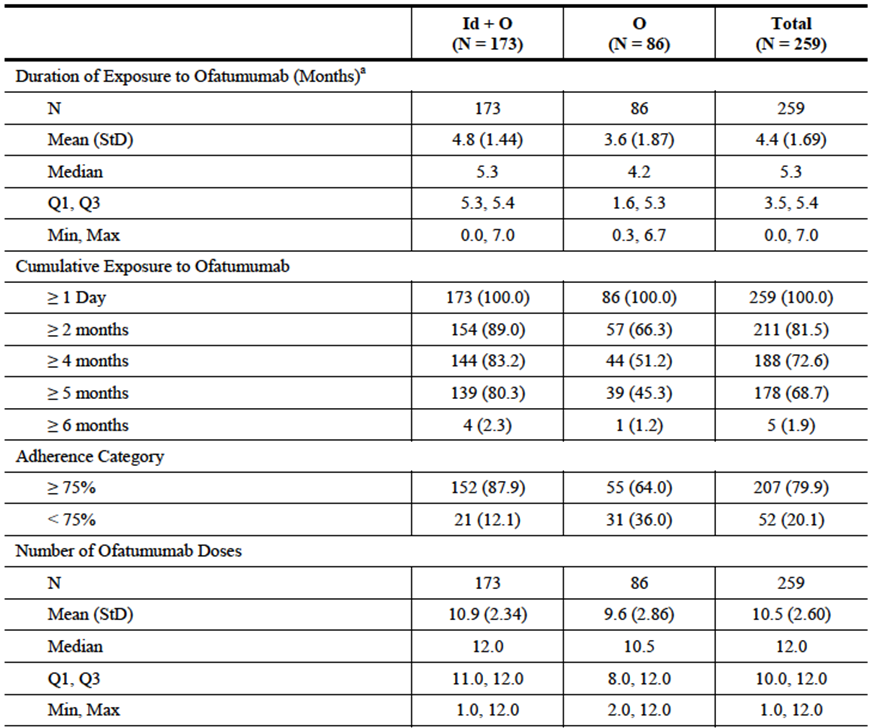 Id + O (N = 173) O (N = 86) Total (N = 259)
Duration of Exposure to Ofatumumab (Months)a
N 173 86 259
Mean (StD) 4.8 (1.44) 3.6 (1.87) 4.4 (1.69)
Median 5.3 4.2 5.3
Q1, Q3 5.3, 5.4 1.6, 5.3 3.5, 5.4
Min, Max 0.0, 7.0 0.3, 6.7 0.0, 7.0
Cumulative Exposure to Ofatumumab
≥ 1 Day 173 (100.0) 86 (100.0) 259 (100.0)
≥ 2 months 154 (89.0) 57 (66.3) 211 (81.5)
≥ 4 months 144 (83.2) 44 (51.2) 188 (72.6)
≥ 5 months 139 (80.3) 39 (45.3) 178 (68.7)
≥ 6 months 4 (2.3) 1 (1.2) 5 (1.9)
Adherence Category
≥ 75% 152 (87.9) 55 (64.0) 207 (79.9)
< 75% 21 (12.1) 31 (36.0) 52 (20.1)
Number of Ofatumumab Doses
N 173 86 259
Mean (StD) 10.9 (2.34) 9.6 (2.86) 10.5 (2.60)
Median 12.0 10.5 12.0
Q1, Q3 11.0, 12.0 8.0, 12.0 10.0, 12.0
Min, Max 1.0, 12.0 2.0, 12.0 1.0, 12.0